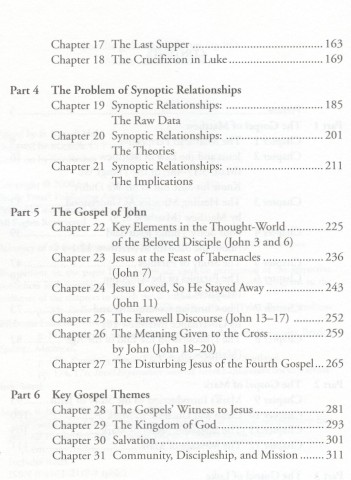 Chapter 17 The Last Supper ........................................ 163
Chapter 18 The Crucifixion in Luke ............................ 169
Part 4 The Problem of Synoptic Relationships
Chapter 19 Synoptic Relationships: ............................. 185
The Raw Data
Chapter 20 Synoptic Relationships: ............................. 201
The Theories
Chapter 21 Synoptic Relationships: ............................. 211
The Implications
Part 5 The Gospel of John
Chapter 22 Key Elements in the Thought-World ........... 225
of the Beloved Disciple (John 3 and 6)
Chapter 23 Jesus at the Feast of Tabernacles .................. 236
(John 7)
Chapter 24 Jesus Loved, So He Stayed Away .................. 243
(John 11)
Chapter 25 The Farewell Discourse (John 13–17) ........... 252
Chapter 26 The Meaning Given to the Cross ................. 259
by John (John 18–20)
Chapter 27 The Disturbing Jesus of the Fourth Gospel ... 265
Part 6 Key Gospel Themes
Chapter 28 The Gospels' Witness to Jesus ..................... 281
Chapter 29 The Kingdom of God ................................. 293
Chapter 30 Salvation .................................................... 301
Chapter 31 Community, Discipleship, and Mission ....... 311